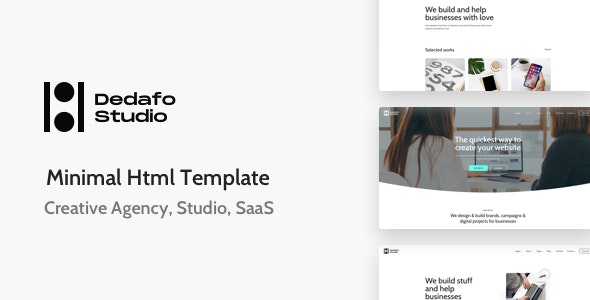 Dedafo
Studio
Minimal Html Template
Creative Agency, Studio, SaaS
We build and help
businesses with love
Selected works
The quickest way to
create your website
We design & build brands, campaigns &
digital projects for businesses
We build stuff
and help
businesses